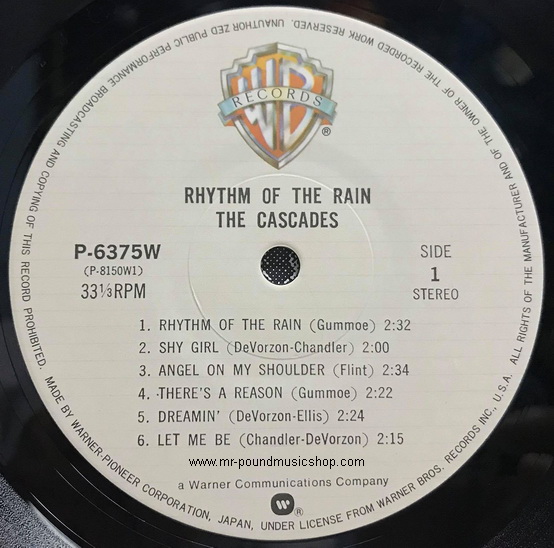 UNAUTHORIZED PUBLIC PERFORMANCE BROADCASTING AND COPYING OF THIS RECORD PROHIBITED.
ALL RIGHTS OF THE MANUFACTURER AND OF THE OWNER OF THE RECORDED WORK RESERVED.
WB
RECORDS
®
RHYTHM OF THE RAIN
THE CASCADES
P-6375W
(P-8150W1)
33⅓RPM
SIDE
1
STEREO
1. RHYTHM OF THE RAIN (Gummoe) 2:32
2. SHY GIRL (DeVorzon-Chandler) 2:00
3. ANGEL ON MY SHOULDER (Flint) 2:34
4. THERE'S A REASON (Gummoe) 2:22
5. DREAMIN' (DeVorzon-Ellis) 2:24
6. LET ME BE (Chandler-DeVorzon) 2:15
www.mr-poundmusicshop.com
a Warner Communications Company
®
MADE BY WARNER-PIONEER CORPORATION, JAPAN, UNDER LICENSE FROM WARNER BROS. RECORDS INC., U.S.A.